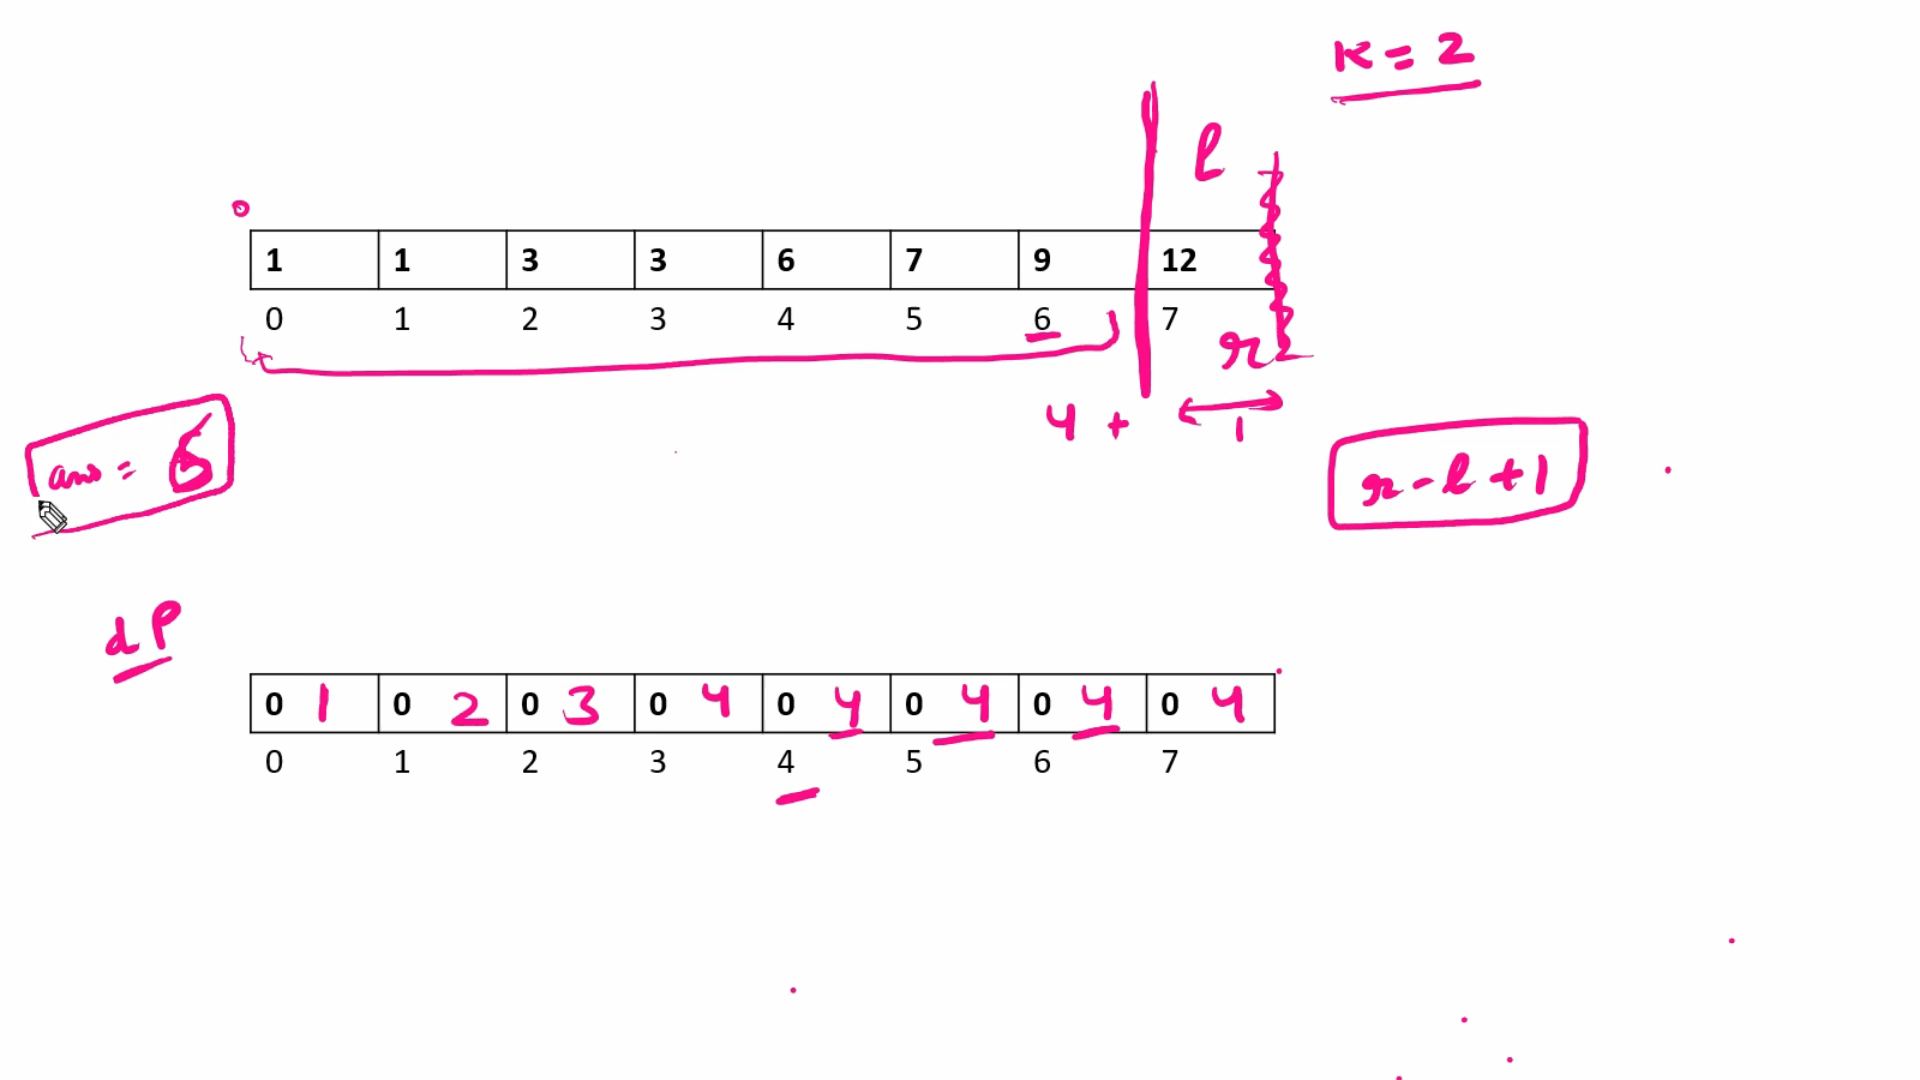 K = 2
l
0
1 1 3 3 6 7 9 12
0 1 2 3 4 5 6 7
r
4 + 1
ans = 6
r - l + 1
dp
0 1 0 2 0 3 0 4 0 4 0 4 0 4 0 4
0 1 2 3 4 5 6 7